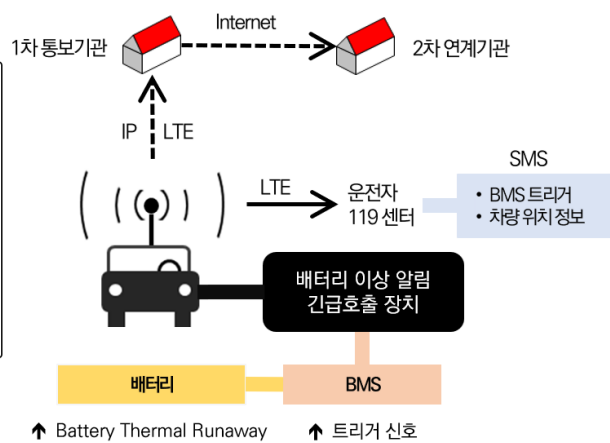 Internet
1차 통보기관
2차 연계기관
IP
LTE
SMS
LTE
운전자
119 센터
• BMS 트리거
• 차량 위치 정보
배터리 이상 알림
긴급호출 장치
배터리
BMS
↑ Battery Thermal Runaway
↑ 트리거 신호